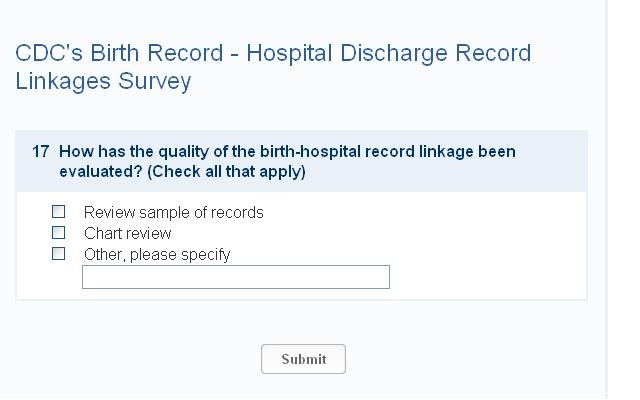 CDC's Birth Record - Hospital Discharge Record
Linkages Survey
17 How has the quality of the birth-hospital record linkage been
evaluated? (Check all that apply)
Review sample of records
Chart review
Other, please specify
Submit